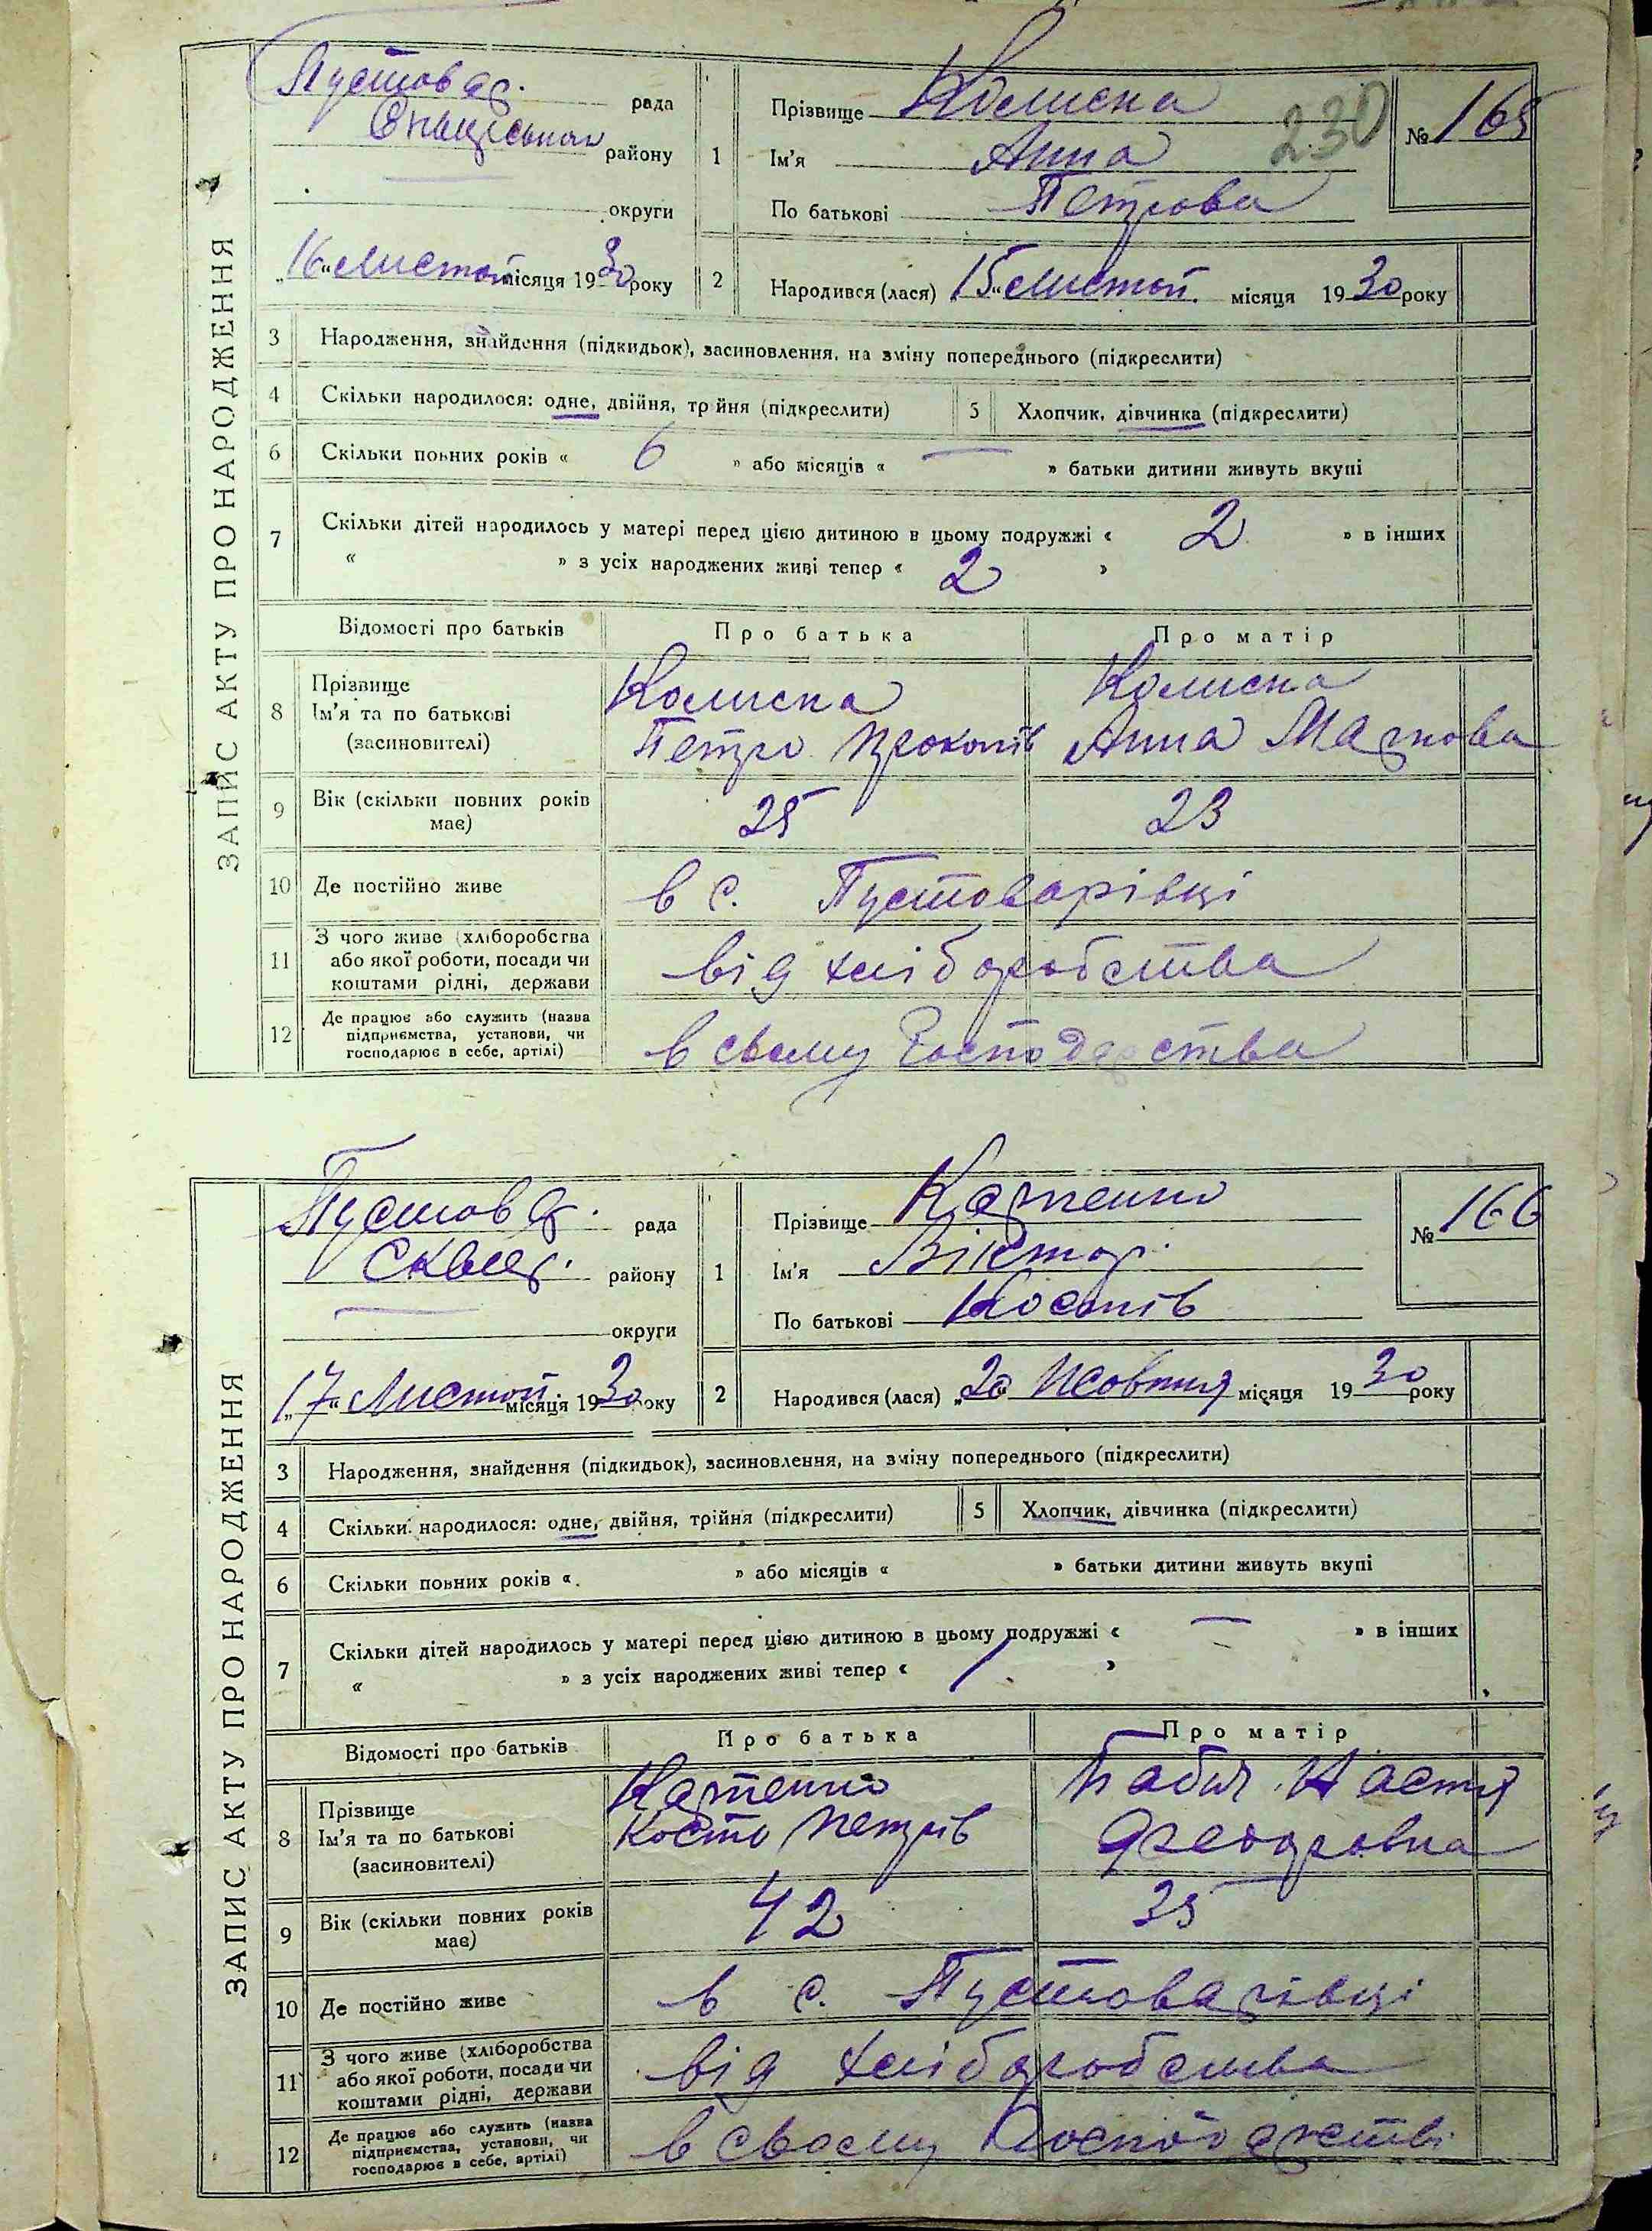 ЗАПИС АКТУ ПРО НАРОДЖЕННЯ
Пустовар. рада
району
округи
"16" Листоп місяця 1930 року
1 Прізвище Колиска
Ім'я Анна
По батькові Петрова
230
№ 165
2 Народився (лася) 15 "Листоп. місяця 1930 року
3 Народження, знайдення (підкидьок), засиновлення, на зміну попереднього (підкреслити)
4 Скільки народилося: одне, двійня, трійня (підкреслити) 5 Хлопчик, дівчинка (підкреслити)
6 Скільки повних років « 6 » або місяців « — » батьки дитини живуть вкупі
7 Скільки дітей народилось у матері перед цією дитиною в цьому подружжі « 2 » в інших
« » з усіх народжених живі тепер « 2 »
Відомості про батьків Про батька Про матір
8 Прізвище Ім'я та по батькові (засиновителі)
Колиска Колиска
Петро Прокопів Анна Маркова
9 Вік (скільки повних років має) 25 23
10 Де постійно живе в с. Пустоварівці
11 З чого живе (хліборобства або якої роботи, посади чи коштами рідні, держави від хліборобства
12 Де працює або служить (назва підприємства, установи, чи господарює в себе, артілі) в свому Господарства
ЗАПИС АКТУ ПРО НАРОДЖЕННЯ
Пустовар. рада
Сквир. району
округи
"17" Листоп. місяця 1930 року
1 Прізвище Карпенко
Ім'я Віктор.
По батькові Костів
№ 166
2 Народився (лася) „20" Жовтня місяця 1930 року
3 Народження, знайдення (підкидьок), засиновлення, на зміну попереднього (підкреслити)
4 Скільки народилося: одне, двійня, трійня (підкреслити) 5 Хлопчик, дівчинка (підкреслити)
6 Скільки повних років « » або місяців « » батьки дитини живуть вкупі
7 Скільки дітей народилось у матері перед цією дитиною в цьому подружжі « — » в інших
« » з усіх народжених живі тепер « / »
Відомості про батьків Про батька Про матір
8 Прізвище Ім'я та по батькові (засиновителі)
Карпенко Бабич Настя
Косто Петрів Феодоровна
9 Вік (скільки повних років має) 42 35
10 Де постійно живе в с. Пустоварівці
11 З чого живе (хліборобства або якої роботи, посади чи коштами рідні, держави від хліборобства
12 Де працює або служить (назва підприємства, установи, чи господарює в себе, артілі) в своєму Господарстві